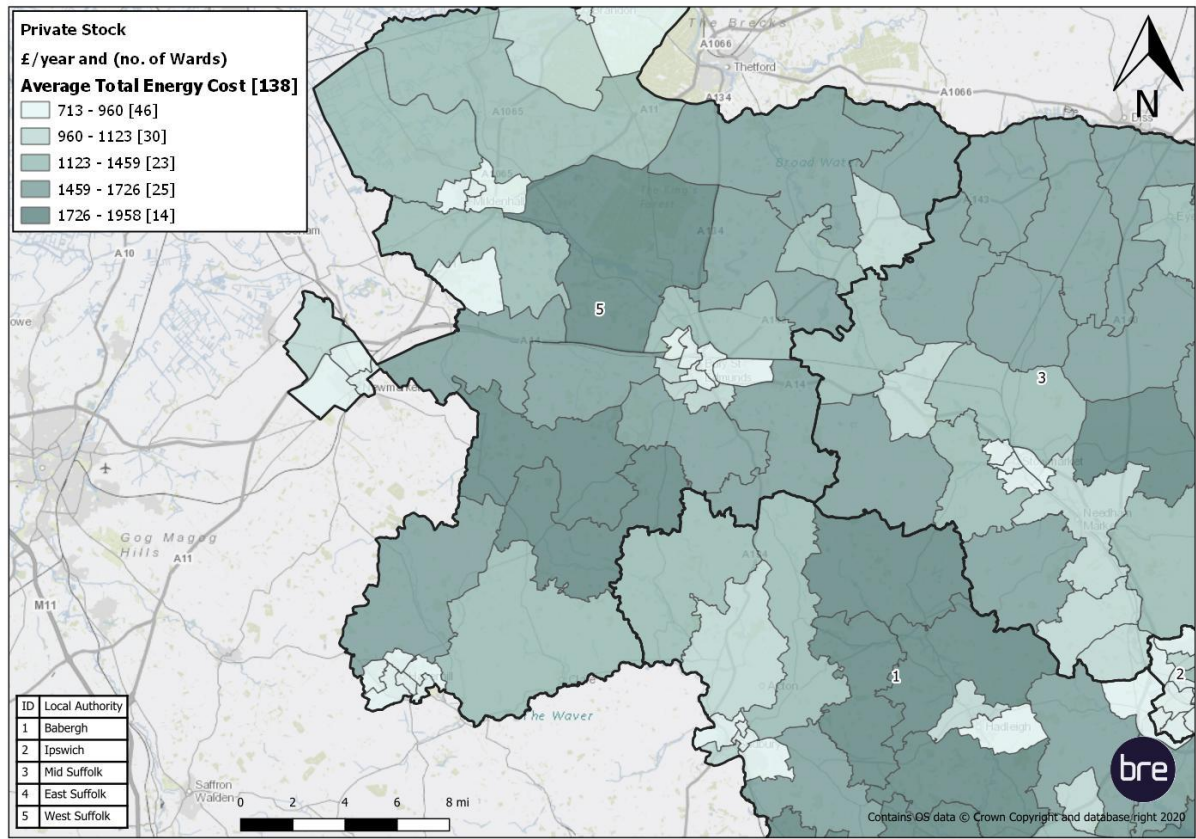 Private Stock
£/year and (no. of Wards)
Average Total Energy Cost [138]
713 - 960 [46]
960 - 1123 [30]
1123 - 1459 [23]
1459 - 1726 [25]
1726 - 1958 [14]
The Brecks
A1066
Thetford
A134
A1066
N
Diss
A1065
A11
Broad Water
A10
A14
5
3
A14
A14
Gog Magog
Hills
A11
M11
Needham
1
2
Acton
Hadleigh
The Waver
Saffron
Walden
ID Local Authority
1 Babergh
2 Ipswich
3 Mid Suffolk
4 East Suffolk
5 West Suffolk
0 2 4 6 8 mi
bre
Contains OS data © Crown Copyright and database right 2020